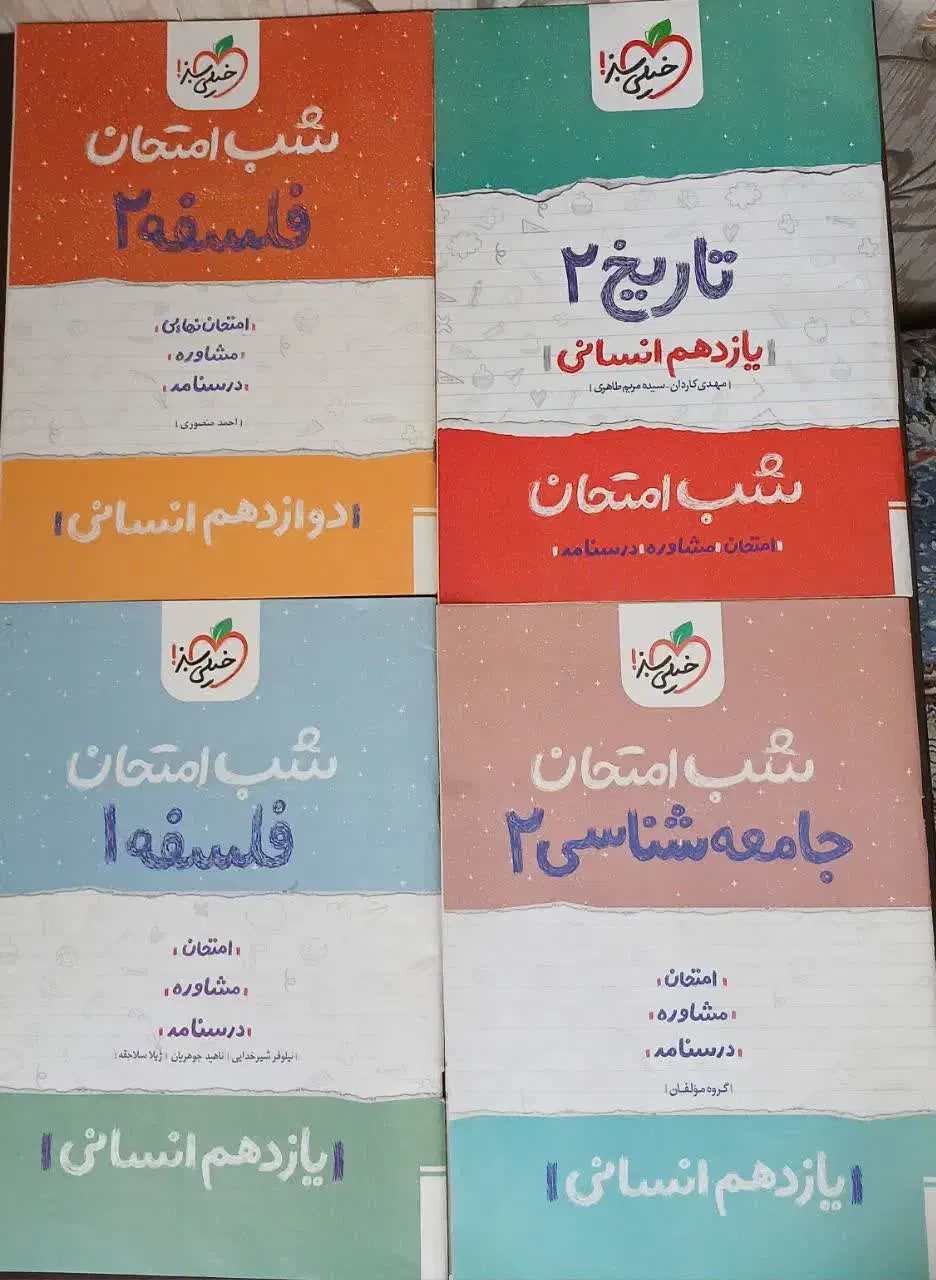 خیلی سبز!
تاریخ ۲
یازدهم انسانی
(مهدی کاردان - سیده مریم طاهری)
شب امتحان
امتحان مشاوره درسنامه
خیلی سبز!
شب امتحان
فلسفه ۲
امتحان نهایی
مشاوره
درسنامه
(احمد منصوری)
دوازدهم انسانی
خیلی سبز!
شب امتحان
جامعه شناسی ۲
امتحان
مشاوره
درسنامه
(گروه مؤلفان)
یازدهم انسانی
خیلی سبز!
شب امتحان
فلسفه ۱
امتحان
مشاوره
درسنامه
(نیلوفر شیرخدایی | ناهید جوهریان | ژیلا سلاجقه)
یازدهم انسانی